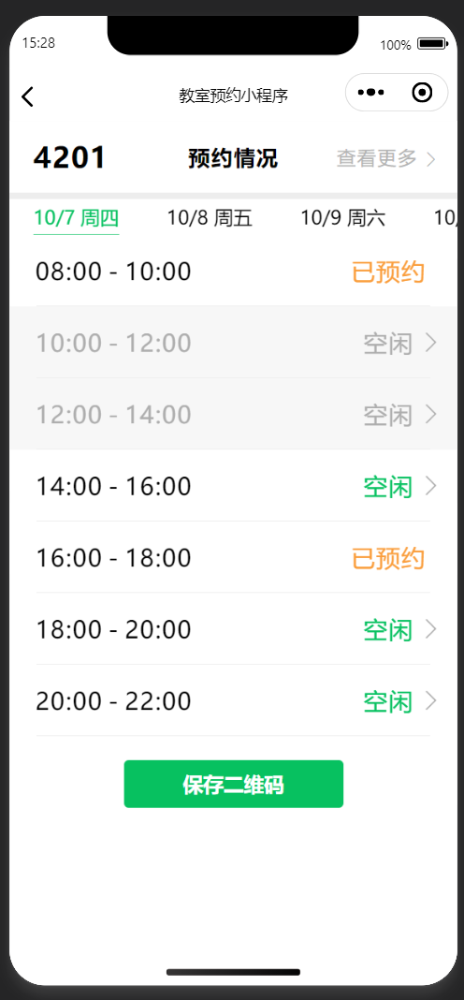 15:28 100%
教室预约小程序
4201 预约情况 查看更多
10/7 周四 10/8 周五 10/9 周六 10/
08:00 - 10:00 已预约
10:00 - 12:00 空闲
12:00 - 14:00 空闲
14:00 - 16:00 空闲
16:00 - 18:00 已预约
18:00 - 20:00 空闲
20:00 - 22:00 空闲
保存二维码